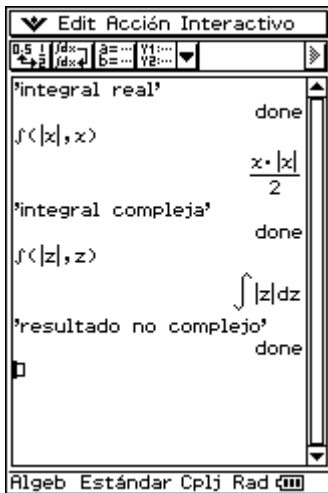 Edit Acción Interactivo
'integral real'
done
∫(|x|,x)
x·|x|
2
'integral compleja'
done
∫(|z|,z)
∫|z|dz
'resultado no complejo'
done
Algeb Estándar Cplj Rad